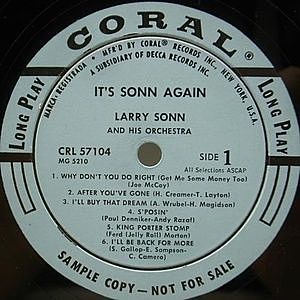 CORAL
MARCA REGISTRADA • MF'D BY CORAL® RECORDS INC., NEW YORK, U.S.A.
A SUBSIDIARY OF DECCA RECORDS INC.
Long Play
Long Play
IT'S SONN AGAIN
LARRY SONN
AND HIS ORCHESTRA
CRL 57104
MG 5210
SIDE 1
All Selections ASCAP
1. WHY DON'T YOU DO RIGHT (Get Me Some Money Too)
(Joe McCoy)
2. AFTER YOU'VE GONE (H. Creamer-T. Layton)
3. I'LL BUY THAT DREAM (A. Wrubel-H. Magidson)
4. S'POSIN'
(Paul Denniker-Andy Razaf)
5. KING PORTER STOMP
(Ferd (Jelly Roll) Morton)
6. I'LL BE BACK FOR MORE
(S. Gallop-E. Sompson-
C. Camero)
SAMPLE COPY—NOT FOR SALE